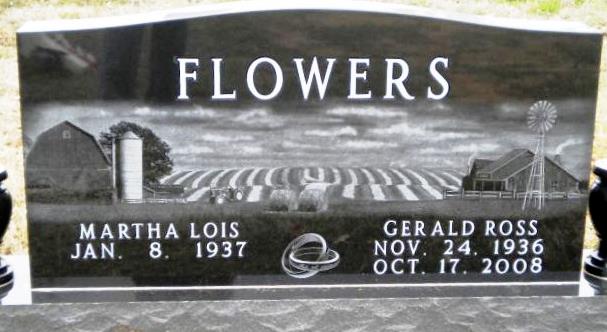 FLOWERS
MARTHA LOIS
JAN. 8. 1937
GERALD ROSS
NOV. 24. 1936
OCT. 17. 2008